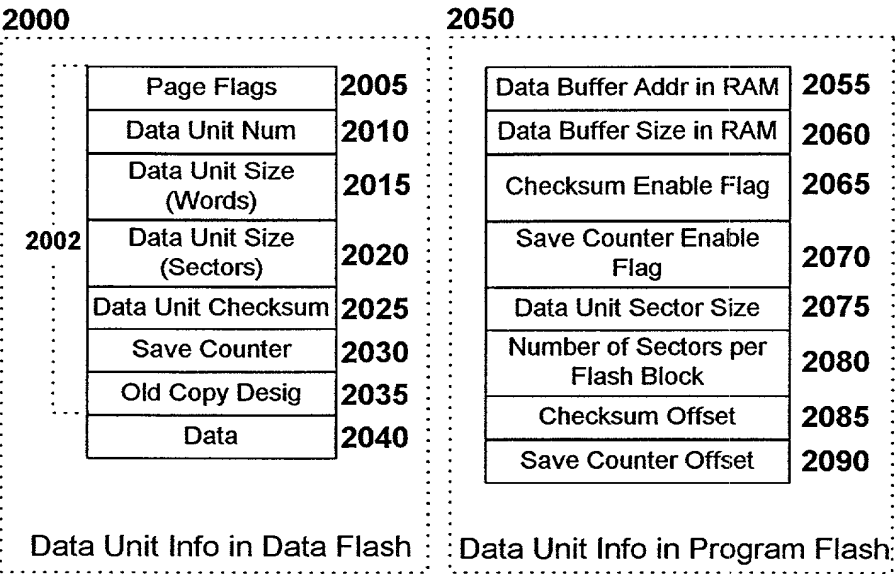 2000
Page Flags 2005
Data Unit Num 2010
Data Unit Size
(Words)
2015
2002
Data Unit Size
(Sectors)
2020
Data Unit Checksum 2025
Save Counter 2030
Old Copy Desig 2035
Data 2040
Data Unit Info in Data Flash
2050
Data Buffer Addr in RAM 2055
Data Buffer Size in RAM 2060
Checksum Enable Flag 2065
Save Counter Enable
Flag
2070
Data Unit Sector Size 2075
Number of Sectors per
Flash Block
2080
Checksum Offset 2085
Save Counter Offset 2090
Data Unit Info in Program Flash